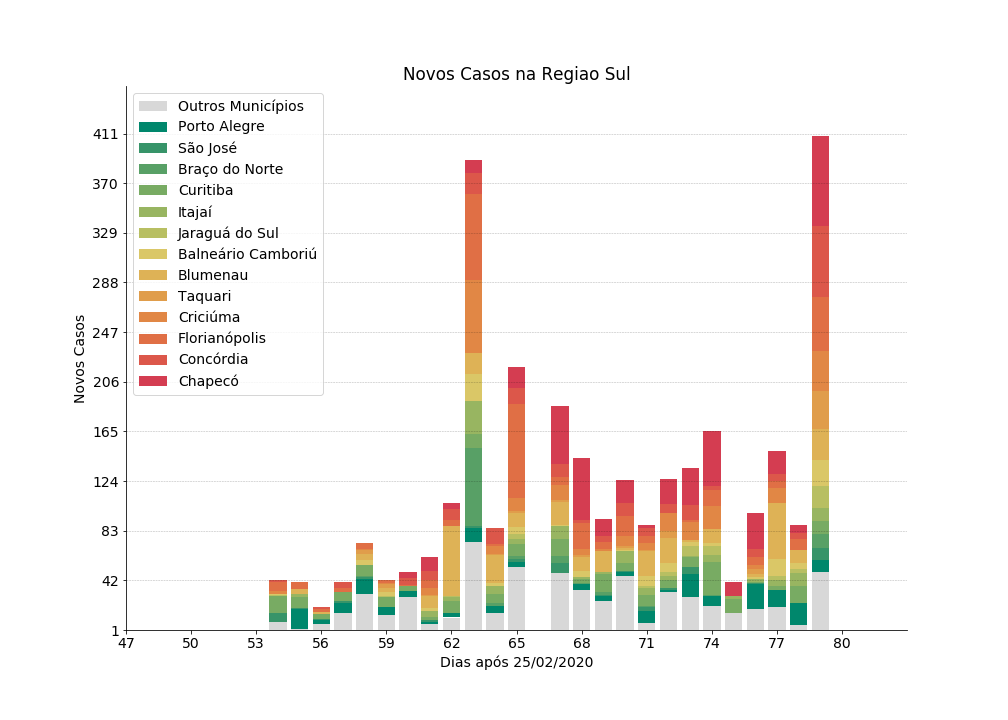 Novos Casos na Regiao Sul
Outros Municípios
Porto Alegre
São José
Braço do Norte
Curitiba
Itajaí
Jaraguá do Sul
Balneário Camboriú
Blumenau
Taquari
Criciúma
Florianópolis
Concórdia
Chapecó
Novos Casos
411
370
329
288
247
206
165
124
83
42
1
47 50 53 56 59 62 65 68 71 74 77 80
Dias após 25/02/2020